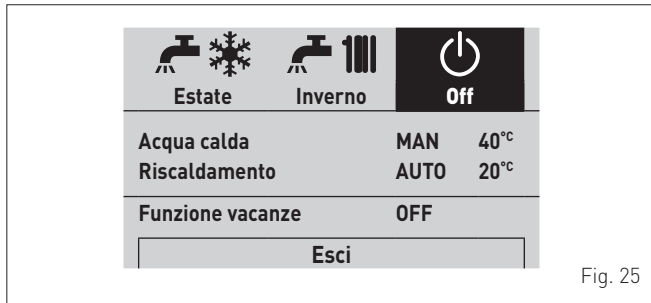 Estate Inverno Off
Acqua calda MAN 40°C
Riscaldamento AUTO 20°C
Funzione vacanze OFF
Esci
Fig. 25